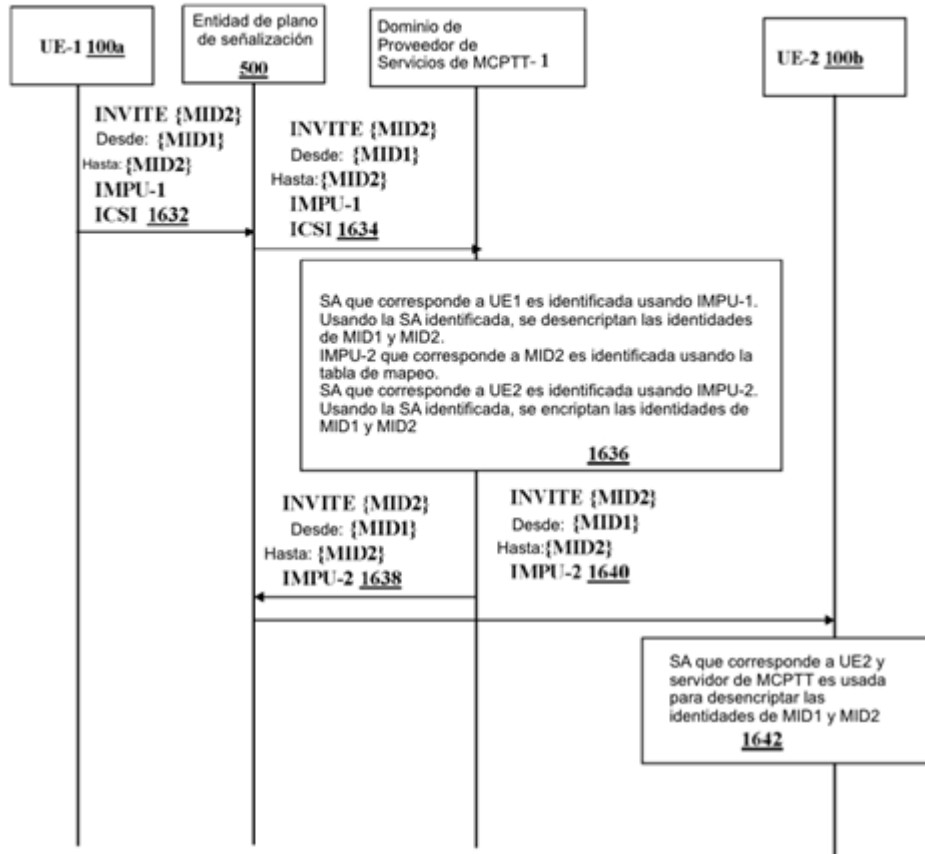 UE-1 100a
Entidad de plano
de señalización
500
Dominio de
Proveedor de
Servicios de MCPTT- 1
UE-2 100b
INVITE {MID2}
Desde: {MID1}
Hasta: {MID2}
IMPU-1
ICSI 1632
INVITE {MID2}
Desde: {MID1}
Hasta: {MID2}
IMPU-1
ICSI 1634
SA que corresponde a UE1 es identificada usando IMPU-1.
Usando la SA identificada, se desencriptan las identidades
de MID1 y MID2.
IMPU-2 que corresponde a MID2 es identificada usando la
tabla de mapeo.
SA que corresponde a UE2 es identificada usando IMPU-2.
Usando la SA identificada, se encriptan las identidades de
MID1 y MID2
1636
INVITE {MID2}
Desde: {MID1}
Hasta: {MID2}
IMPU-2 1638
INVITE {MID2}
Desde: {MID1}
Hasta:{MID2}
IMPU-2 1640
SA que corresponde a UE2 y
servidor de MCPTT es usada
para desencriptar las
identidades de MID1 y MID2
1642